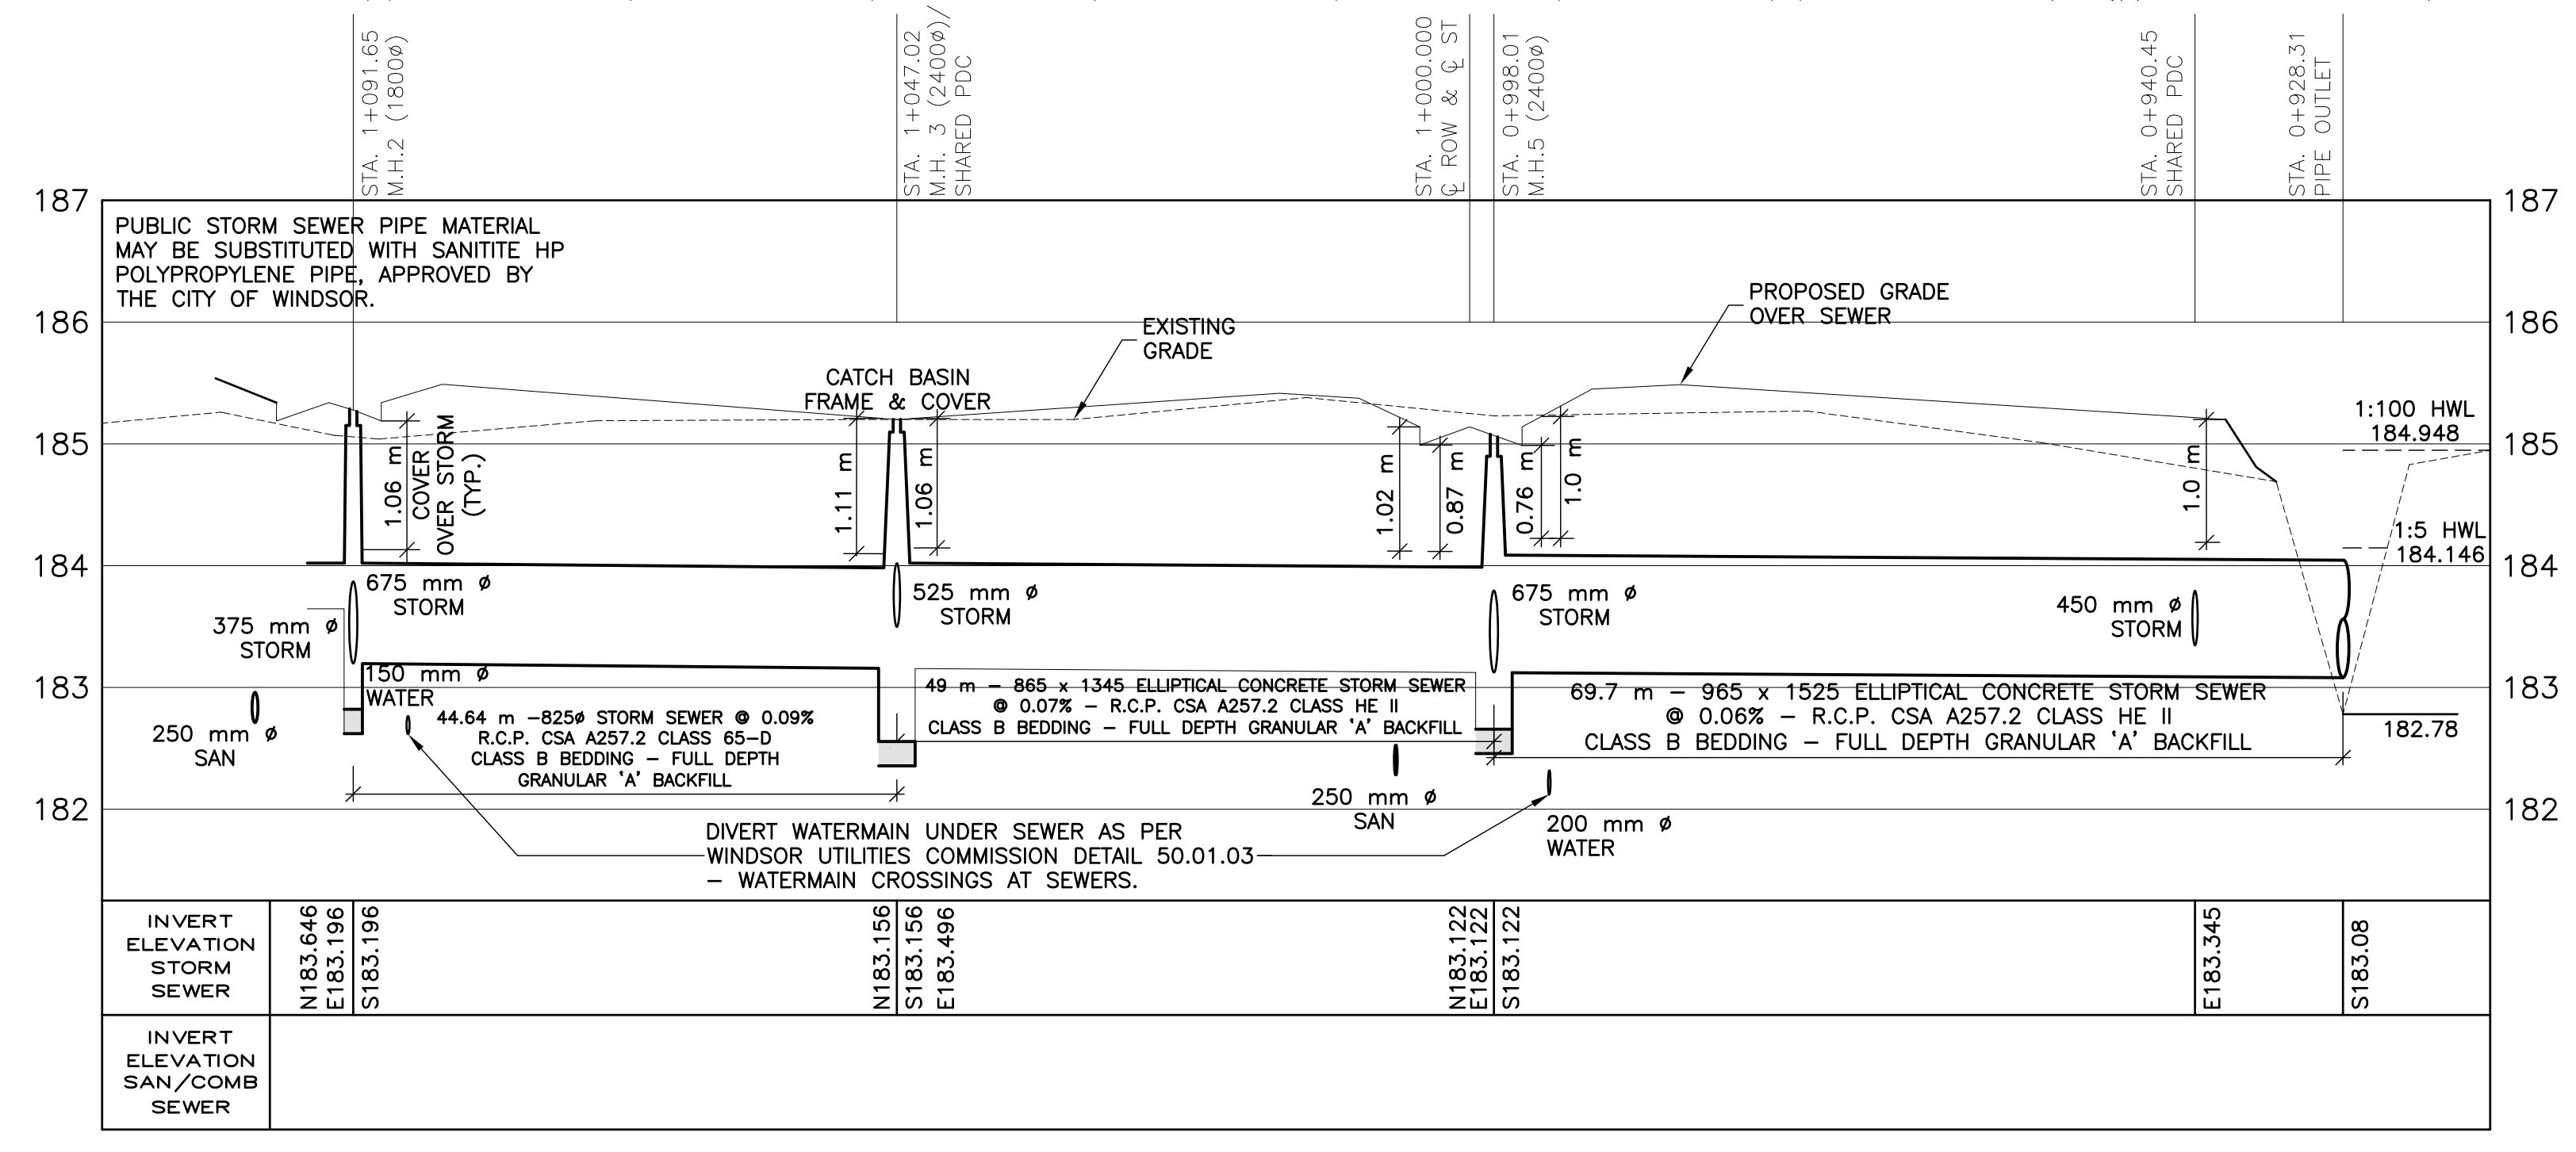 STA. 1+091.65
M.H.2 (1800ø)
STA. 1+047.02
M.H. 3 (2400ø)/
SHARED PDC
STA. 1+000.000
℄ ROW & ℄ ST
STA. 0+998.01
M.H.5 (2400ø)
STA. 0+940.45
SHARED PDC
STA. 0+928.31
PIPE OUTLET
187
187
PUBLIC STORM SEWER PIPE MATERIAL
MAY BE SUBSTITUTED WITH SANITITE HP
POLYPROPYLENE PIPE, APPROVED BY
THE CITY OF WINDSOR.
186
186
EXISTING
GRADE
PROPOSED GRADE
OVER SEWER
CATCH BASIN
FRAME & COVER
1:100 HWL
184.948
185
185
1.06 m
COVER
OVER STORM
(TYP.)
1.11 m
1.06 m
1.02 m
0.87 m
0.76 m
1.0 m
1.0 m
1:5 HWL
184.146
184
184
675 mm ø
STORM
375 mm ø
STORM
525 mm ø
STORM
675 mm ø
STORM
450 mm ø
STORM
150 mm ø
WATER
183
183
250 mm ø
SAN
44.64 m -825ø STORM SEWER @ 0.09%
R.C.P. CSA A257.2 CLASS 65-D
CLASS B BEDDING - FULL DEPTH
GRANULAR 'A' BACKFILL
49 m - 865 x 1345 ELLIPTICAL CONCRETE STORM SEWER
@ 0.07% - R.C.P. CSA A257.2 CLASS HE II
CLASS B BEDDING - FULL DEPTH GRANULAR 'A' BACKFILL
69.7 m - 965 x 1525 ELLIPTICAL CONCRETE STORM SEWER
@ 0.06% - R.C.P. CSA A257.2 CLASS HE II
CLASS B BEDDING - FULL DEPTH GRANULAR 'A' BACKFILL
182.78
182
182
250 mm ø
SAN
200 mm ø
WATER
DIVERT WATERMAIN UNDER SEWER AS PER
WINDSOR UTILITIES COMMISSION DETAIL 50.01.03
- WATERMAIN CROSSINGS AT SEWERS.
INVERT
ELEVATION
STORM
SEWER
N183.646
E183.196
S183.196
N183.156
S183.156
E183.496
N183.122
E183.122
S183.122
E183.345
S183.08
INVERT
ELEVATION
SAN/COMB
SEWER